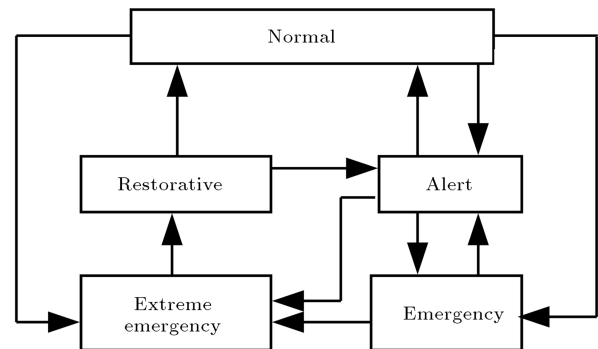 Normal
Restorative
Alert
Extreme
emergency
Emergency